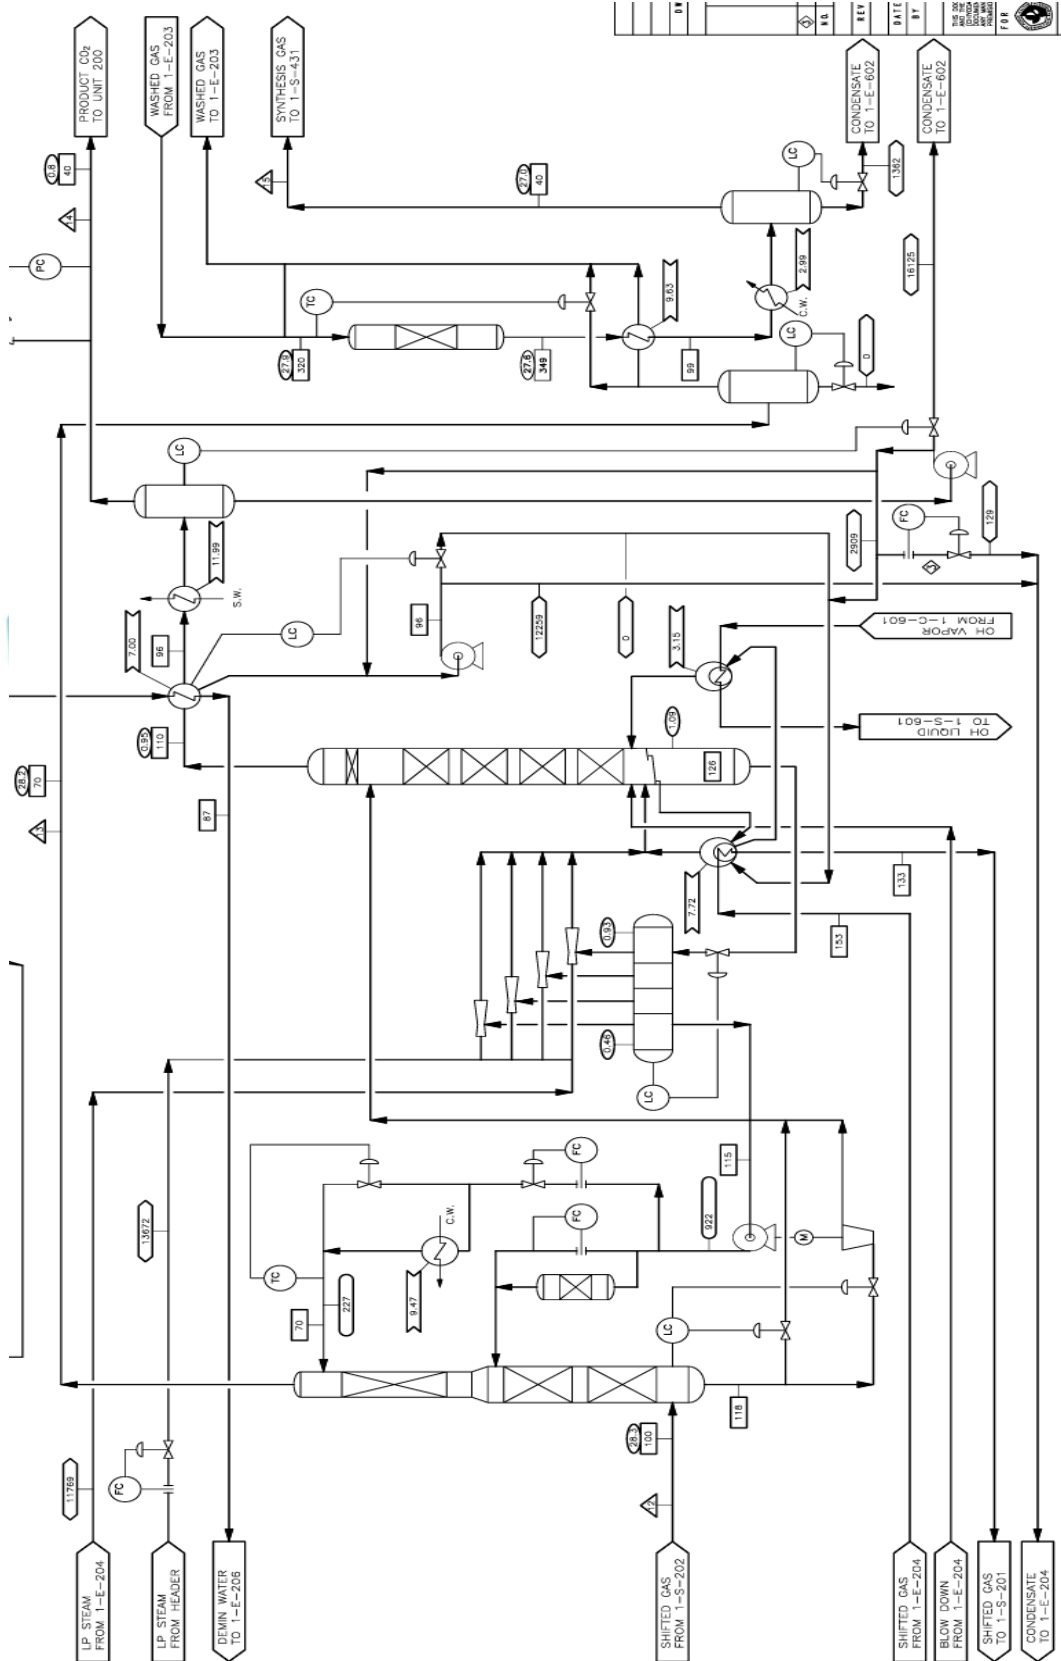 PRODUCT CO₂
TO UNIT 200
WASHED GAS
FROM 1-E-203
WASHED GAS
TO 1-E-203
SYNTHESIS GAS
TO 1-S-431
CONDENSATE
TO 1-E-602
CONDENSATE
TO 1-E-602
NO.
REV
DATE
BY
FOR
3
0.8
40
14
PC
15
27.0
40
LC
1362
16125
TC
27.9
320
27.6
349
9.63
99
2.99
C.W.
LC
0
LC
11.99
S.W.
7.00
96
LC
96
12259
0
2909
FC
3
129
0.95
110
28.2
70
13
87
3.15
1.09
126
OH VAPOR
FROM 1-C-601
OH LIQUID
TO 1-S-601
7.72
133
153
0.93
0.46
LC
115
FC
FC
922
M
13672
TC
227
70
9.47
C.W.
LC
118
28.3
100
12
11769
FC
LP STEAM
FROM 1-E-204
LP STEAM
FROM HEADER
DEMIN WATER
TO 1-E-206
SHIFTED GAS
FROM 1-S-202
SHIFTED GAS
FROM 1-E-204
BLOW DOWN
FROM 1-E-204
SHIFTED GAS
TO 1-S-201
CONDENSATE
TO 1-E-204